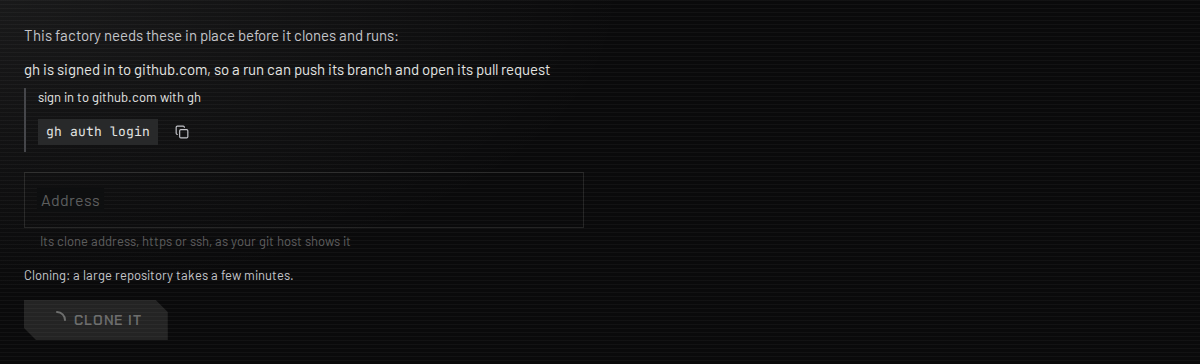 This factory needs these in place before it clones and runs:
gh is signed in to github.com, so a run can push its branch and open its pull request
sign in to github.com with gh
gh auth login
Address
Its clone address, https or ssh, as your git host shows it
Cloning: a large repository takes a few minutes.
CLONE IT